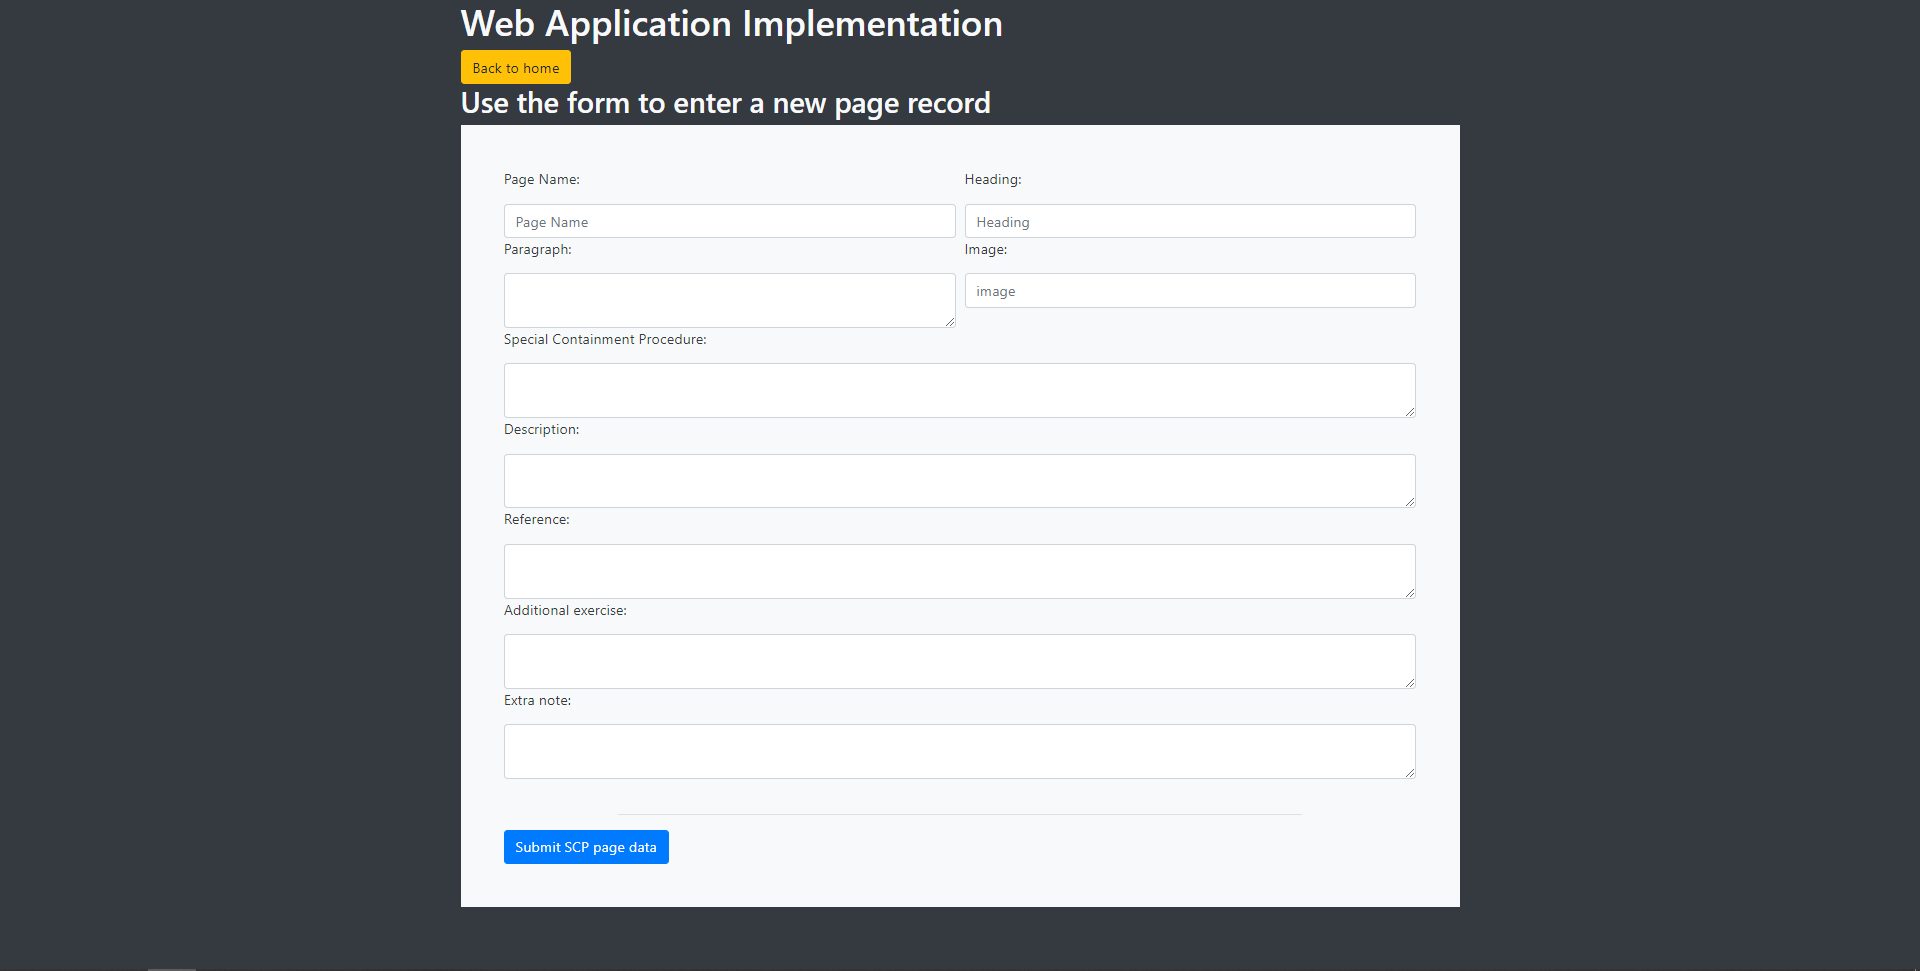 Web Application Implementation
Back to home
Use the form to enter a new page record
Page Name:
Heading:
Page Name
Heading
Paragraph:
Image:
image
Special Containment Procedure:
Description:
Reference:
Additional exercise:
Extra note:
Submit SCP page data